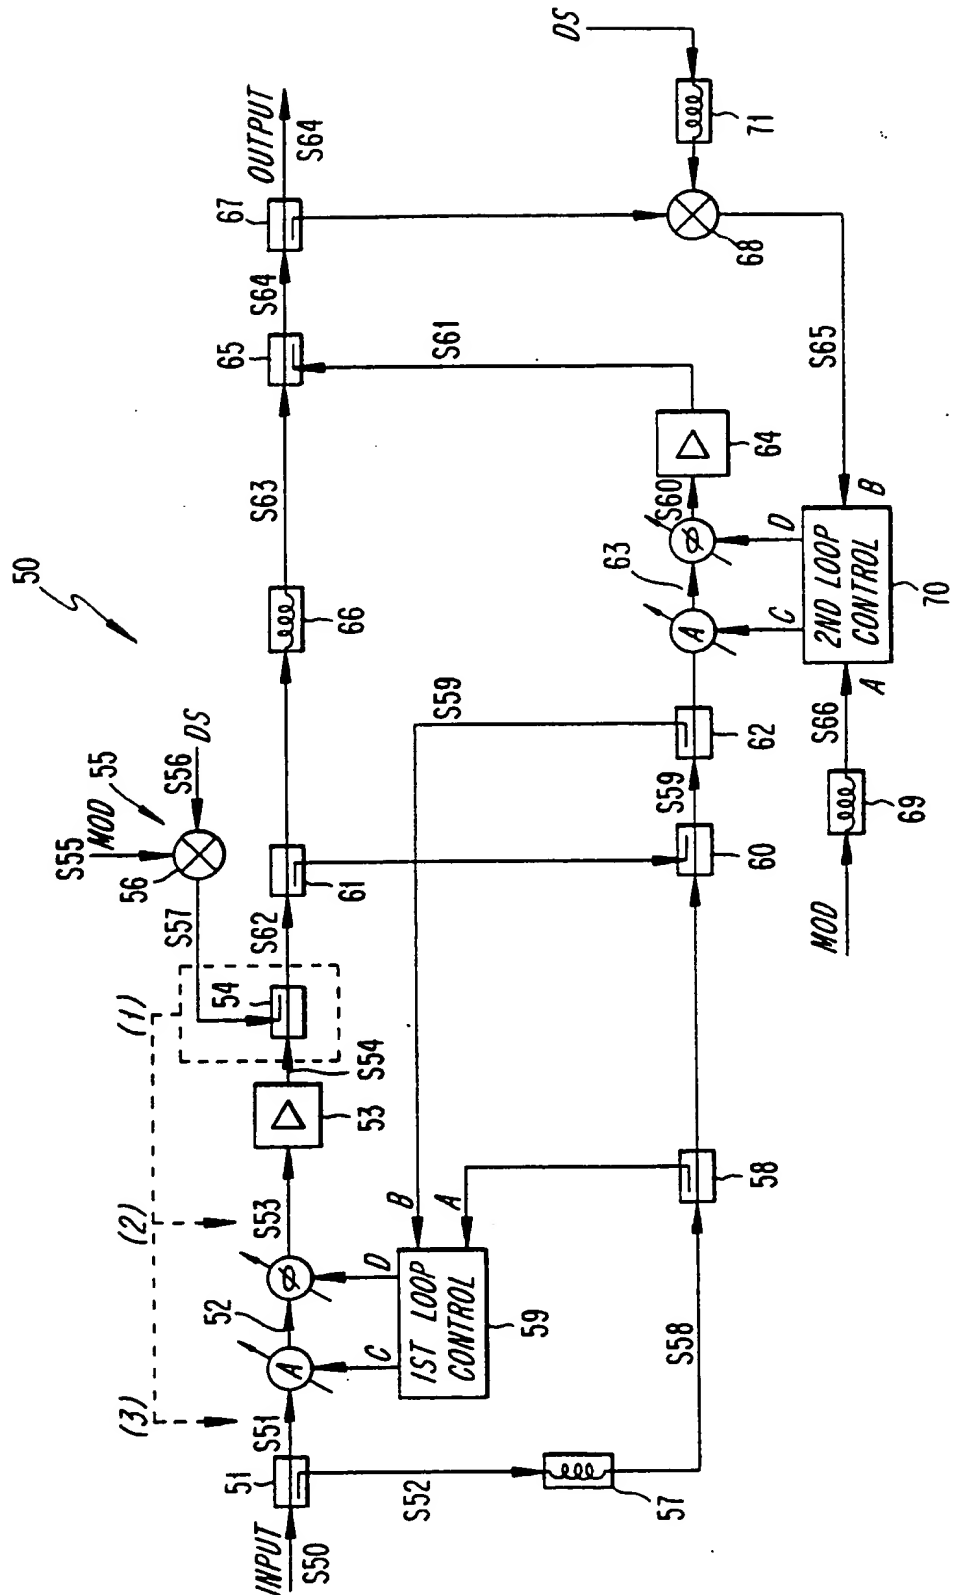 50
INPUT
S50
51
S51
52
S53
53
S54
54
S62
61
66
S63
65
S64
67
OUTPUT
S64
(1)
(2)
(3)
S55
MOD
55
56
S56
DS
S57
A
Ø
C
D
1ST LOOP
CONTROL
59
B
A
S52
57
S58
58
60
S59
62
S59
A
63
Ø
S60
64
S61
C
D
2ND LOOP
CONTROL
70
A
B
S66
69
MOD
S65
68
71
DS